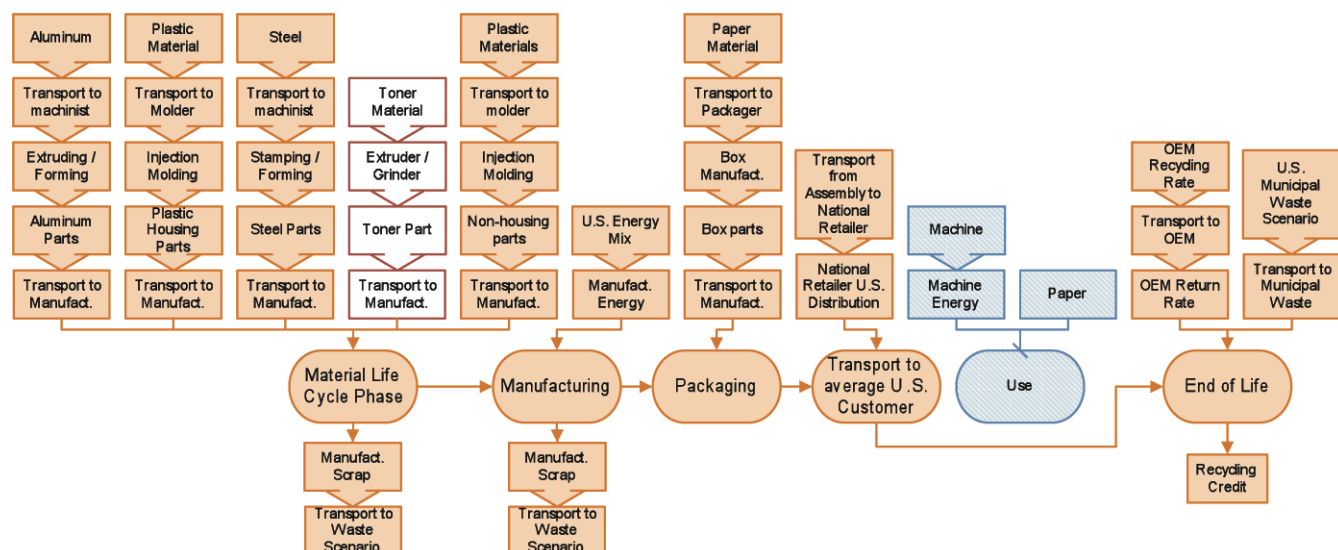 Aluminum
Transport to
machinist
Extruding /
Forming
Aluminum
Parts
Transport to
Manufact.
Plastic
Material
Transport to
Molder
Injection
Molding
Plastic
Housing
Parts
Transport to
Manufact.
Steel
Transport to
machinist
Stamping /
Forming
Steel Parts
Transport to
Manufact.
Toner
Material
Extruder /
Grinder
Toner Part
Transport to
Manufact.
Plastic
Materials
Transport to
molder
Injection
Molding
Non-housing
parts
Transport to
Manufact.
U.S. Energy
Mix
Manufact.
Energy
Paper
Material
Transport to
Packager
Box
Manufact.
Box parts
Transport to
Manufact.
Transport
from
Assembly to
National
Retailer
National
Retailer U.S.
Distribution
Machine
Machine
Energy
Paper
OEM
Recycling
Rate
Transport to
OEM
OEM Return
Rate
U.S.
Municipal
Waste
Scenario
Transport to
Municipal
Waste
Material Life
Cycle Phase
Manufacturing
Packaging
Transport to
average U.S.
Customer
Use
End of Life
Manufact.
Scrap
Transport to
Waste
Scenario
Manufact.
Scrap
Transport to
Waste
Scenario
Recycling
Credit